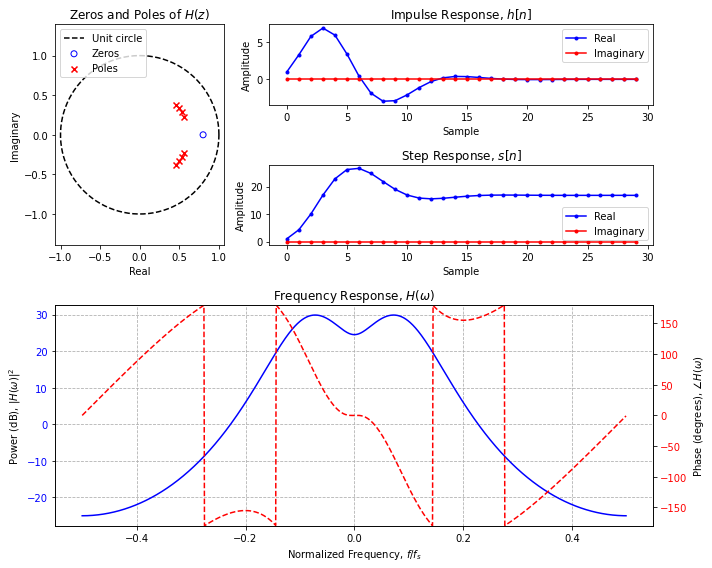 Zeros and Poles of H(z)
1.0
0.5
0.0
−0.5
−1.0
Imaginary
Unit circle
Zeros
Poles
−1.0 −0.5 0.0 0.5 1.0
Real
Impulse Response, h[n]
5
0
Amplitude
Real
Imaginary
0 5 10 15 20 25 30
Sample
Step Response, s[n]
20
10
0
Amplitude
Real
Imaginary
0 5 10 15 20 25 30
Sample
Frequency Response, H(ω)
30
20
10
0
−10
−20
Power (dB), |H(ω)|²
150
100
50
0
−50
−100
−150
Phase (degrees), ∠H(ω)
−0.4 −0.2 0.0 0.2 0.4
Normalized Frequency, f/fₛ